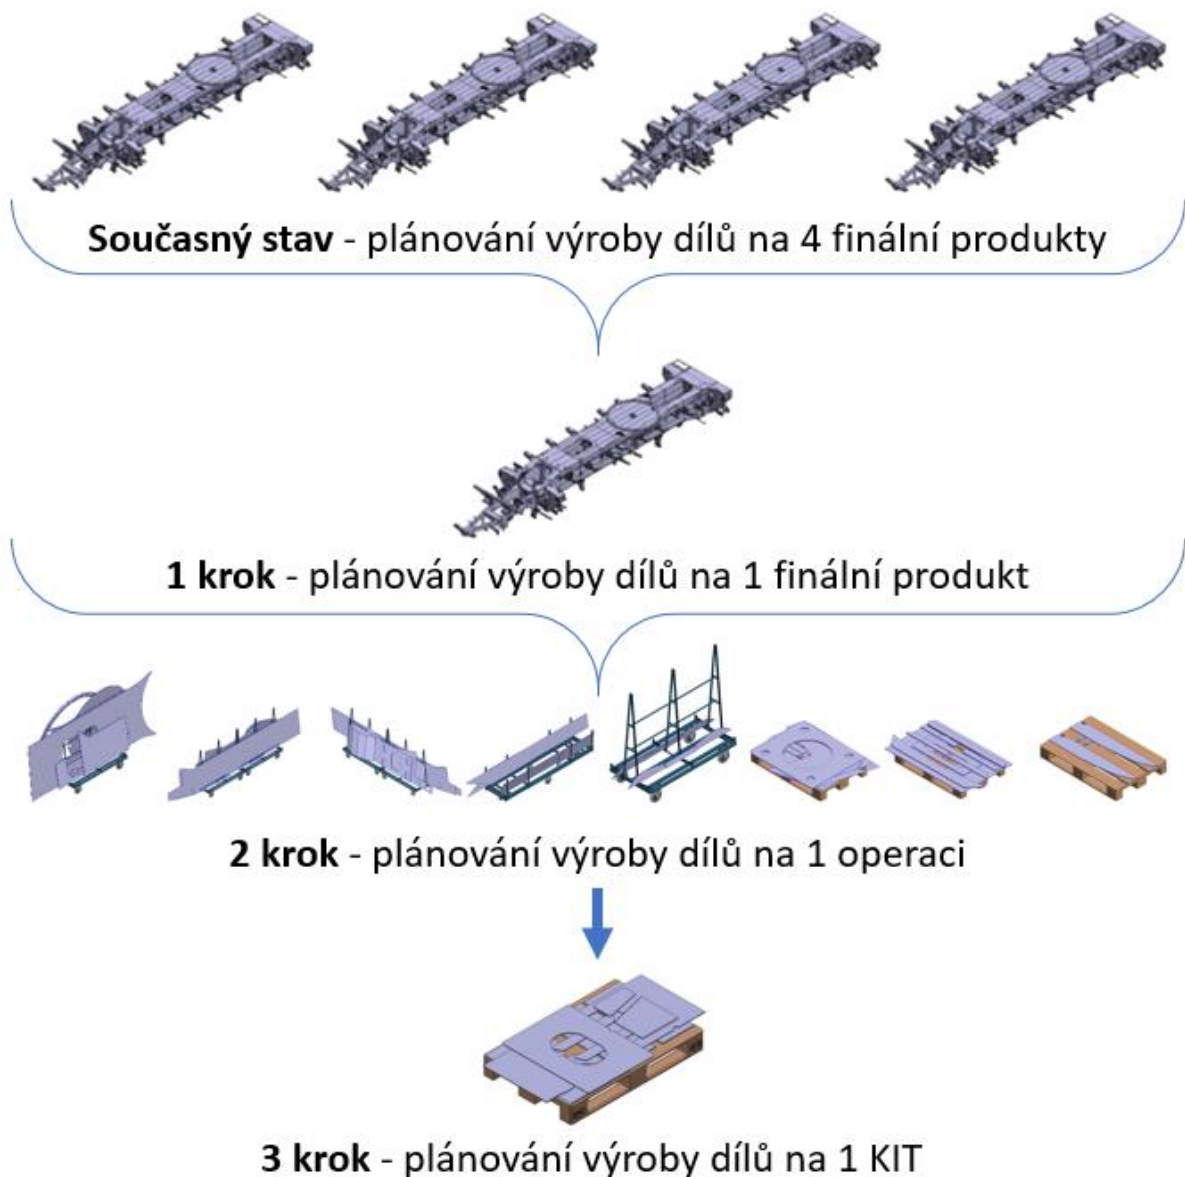 Současný stav - plánování výroby dílů na 4 finální produkty
1 krok - plánování výroby dílů na 1 finální produkt
2 krok - plánování výroby dílů na 1 operaci
3 krok - plánování výroby dílů na 1 KIT